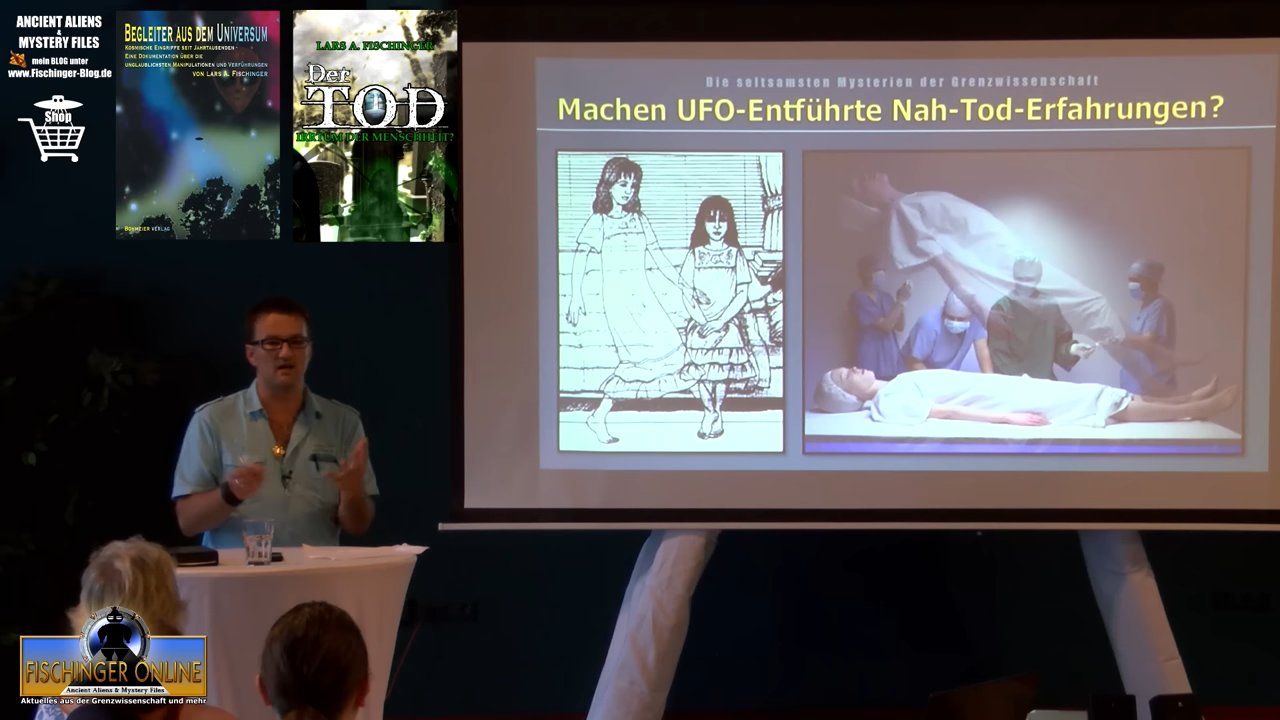 ANCIENT ALIENS
&
MYSTERY FILES
mein BLOG unter
www.Fischinger-Blog.de
Shop
BEGLEITER AUS DEM UNIVERSUM
KOSMISCHE EINGRIFFE SEIT JAHRTAUSENDEN -
EINE DOKUMENTATION ÜBER DIE
UNGLAUBLICHSTEN MANIPULATIONEN UND VERFÜHRUNGEN
VON LARS A. FISCHINGER
BOHMEIER VERLAG
LARS A. FISCHINGER
Der
TOD
IRRTUM DER MENSCHHEIT?
Die seltsamsten Mysterien der Grenzwissenschaft
Machen UFO-Entführte Nah-Tod-Erfahrungen?
FISCHINGER ONLINE
Ancient Aliens & Mystery Files
Aktuelles aus der Grenzwissenschaft und mehr